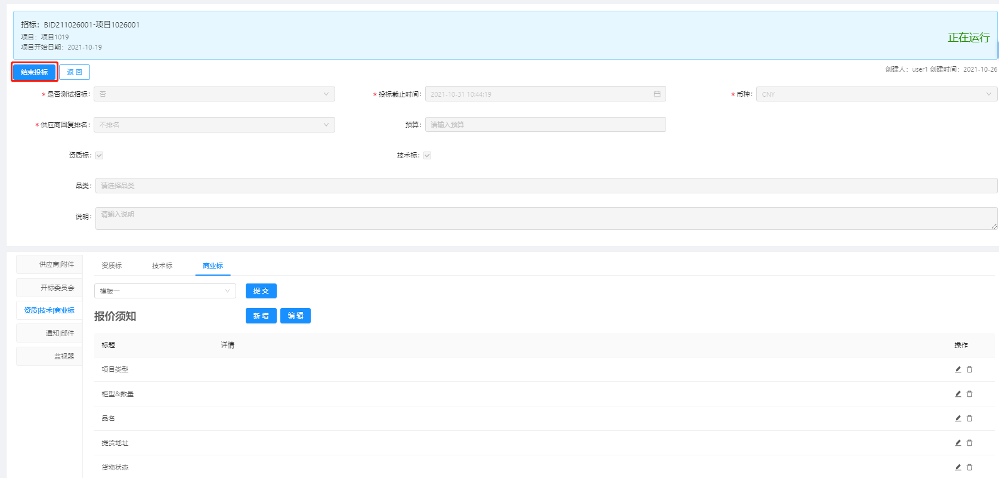 招标：BID211026001-项目1026001
项目：项目1019
项目开始日期：2021-10-19
正在运行
结束投标 返 回
创建人：user1 创建时间：2021-10-26
* 是否测试招标： 否 * 投标截止时间： 2021-10-31 10:44:19 * 币种： CNY
* 供应商回复排名： 不排名 预算： 请输入预算
资质标： 技术标：
品类： 请选择品类
说明： 请输入说明
供应商|附件
开标委员会
资质|技术|商业标
通知|邮件
监视器
资质标 技术标 商业标
模板一 提 交
报价须知 新 增 编 辑
标题 详情 操作
项目类型
柜型&数量
品名
提货地址
货物状态